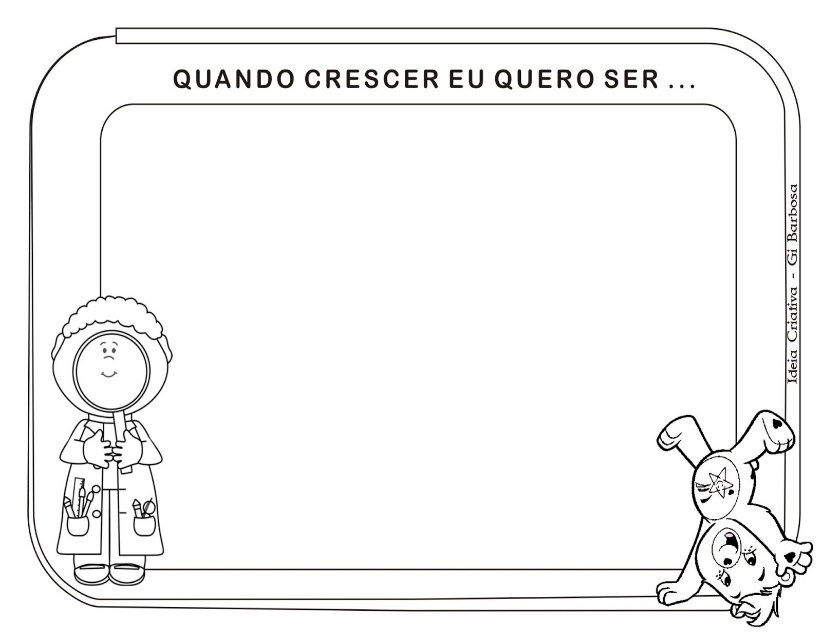 QUANDO CRESCER EU QUERO SER ...
Ideia Criativa - Gi Barbosa